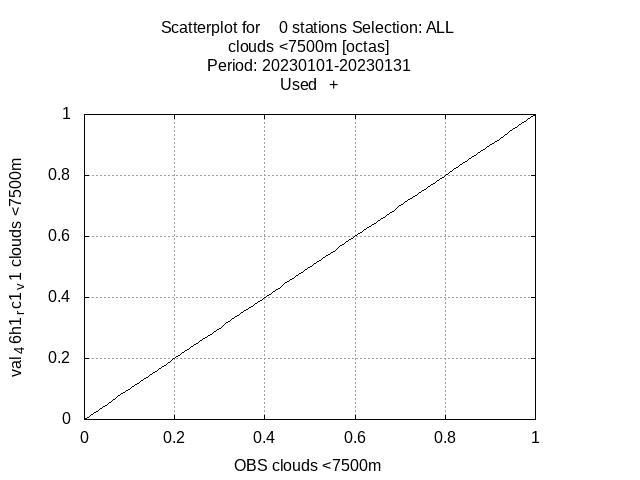 Scatterplot for    0 stations Selection: ALL
clouds <7500m [octas]
Period: 20230101-20230131
Used   +
1
0.8
0.6
0.4
0.2
0
val₄6h1ᵣc1ᵥ1 clouds <7500m
0 0.2 0.4 0.6 0.8 1
OBS clouds <7500m